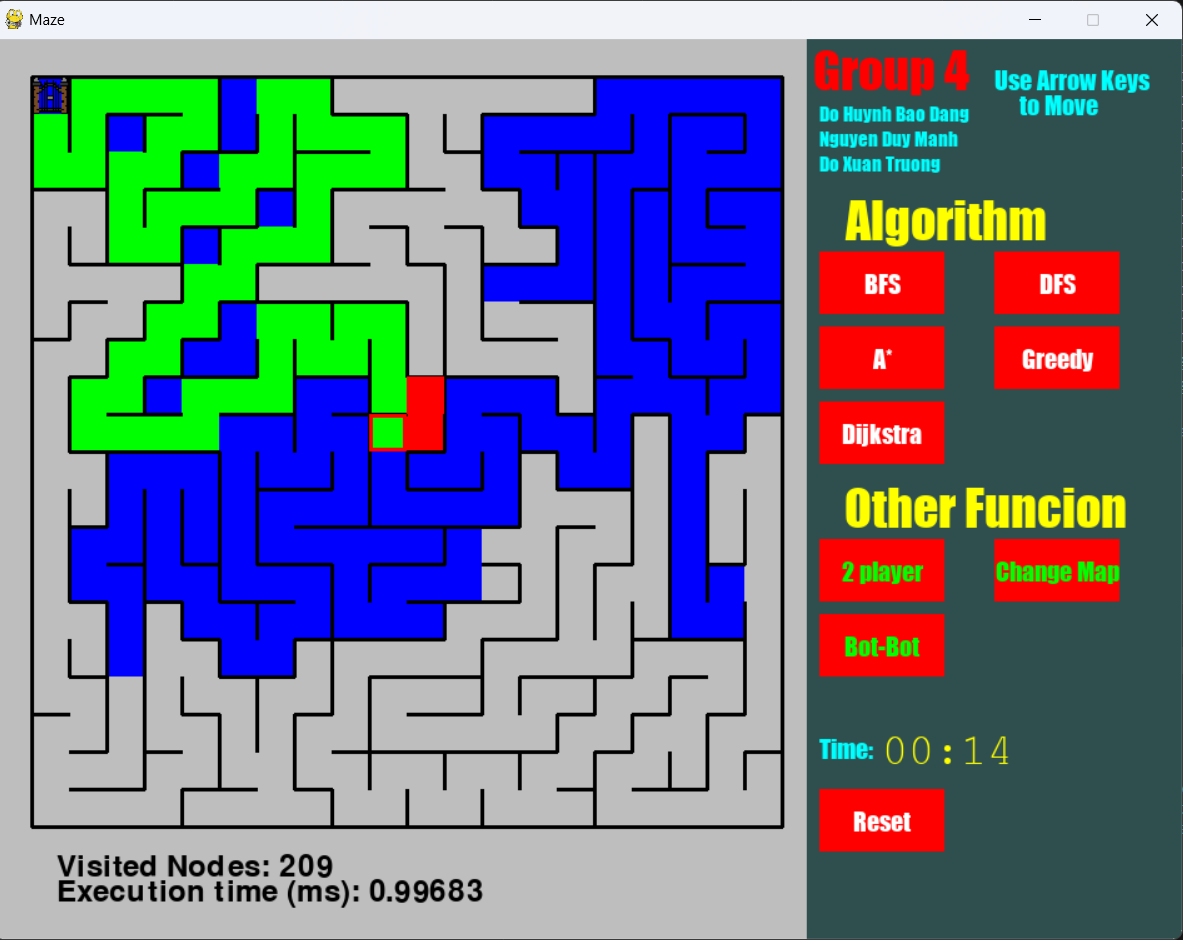 Maze
Group 4
Use Arrow Keys
to Move
Do Huynh Bao Dang
Nguyen Duy Manh
Do Xuan Truong
Algorithm
BFS
DFS
A*
Greedy
Dijkstra
Other Funcion
2 player
Change Map
Bot-Bot
Time: 00:14
Reset
Visited Nodes: 209
Execution time (ms): 0.99683